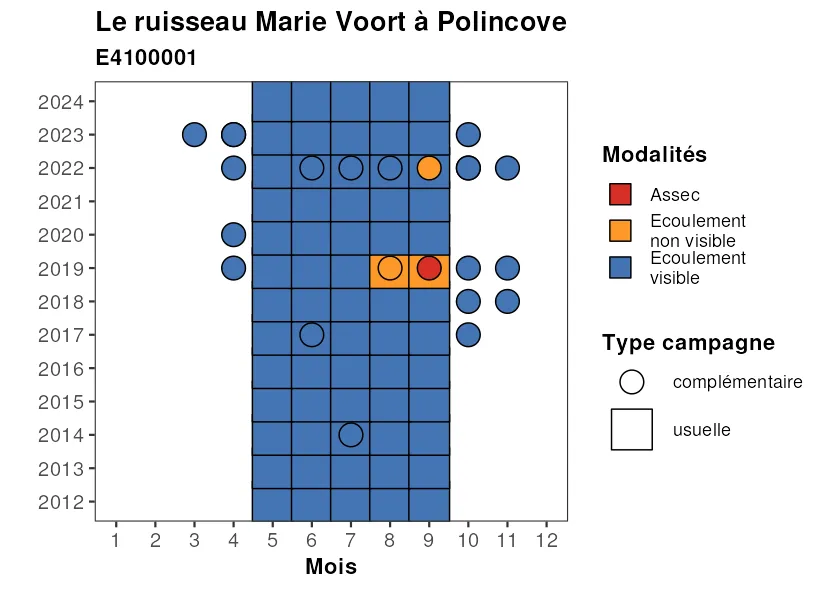 Le ruisseau Marie Voort à Polincove
E4100001
2024
2023
2022
2021
2020
2019
2018
2017
2016
2015
2014
2013
2012
1 2 3 4 5 6 7 8 9 10 11 12
Mois
Modalités
Assec
Ecoulement
non visible
Ecoulement
visible
Type campagne
complémentaire
usuelle